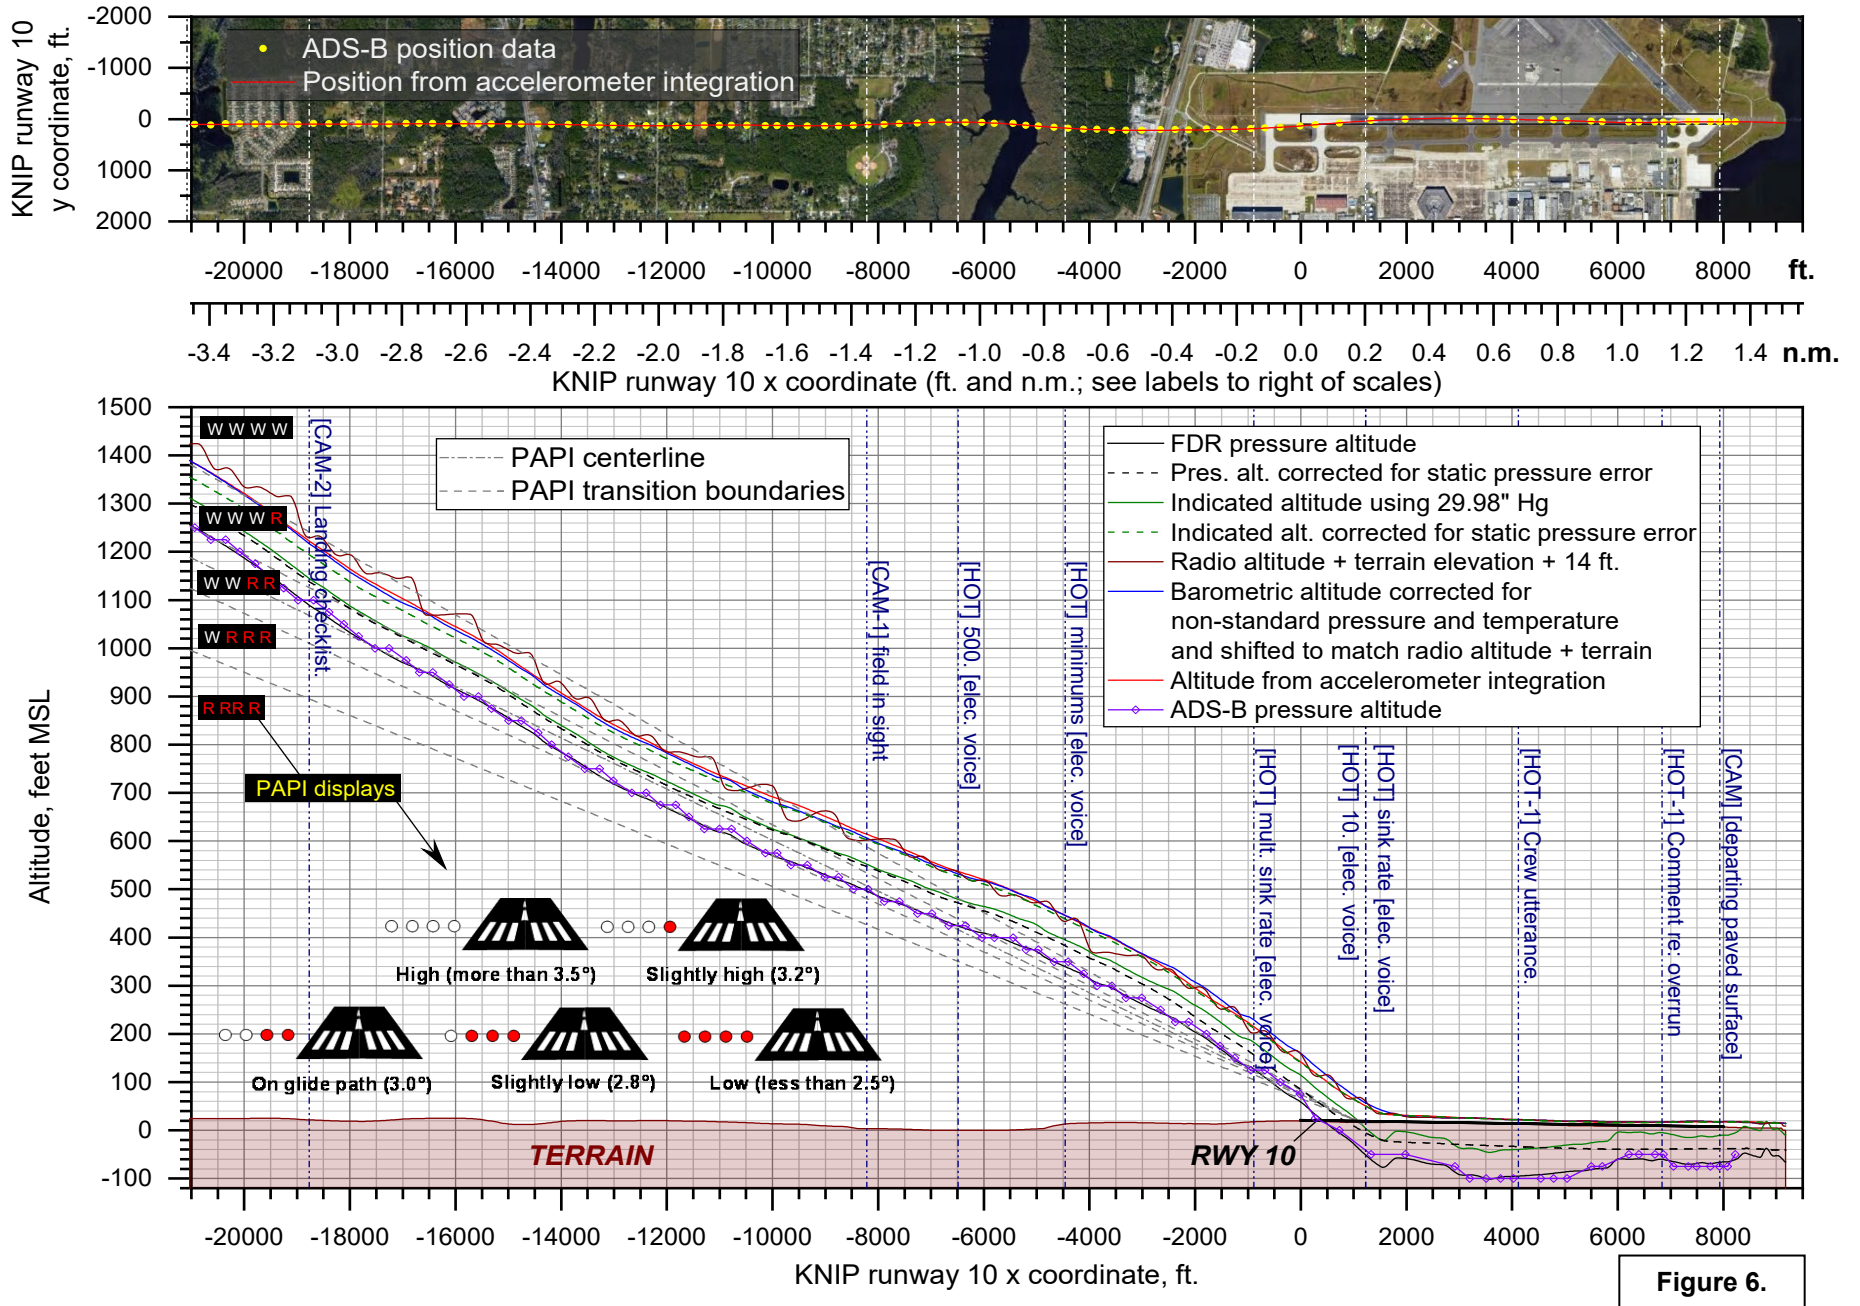 KNIP runway 10
y coordinate, ft.
-2000
-1000
0
1000
2000
ADS-B position data
Position from accelerometer integration
-20000 -18000 -16000 -14000 -12000 -10000 -8000 -6000 -4000 -2000 0 2000 4000 6000 8000 ft.
-3.4 -3.2 -3.0 -2.8 -2.6 -2.4 -2.2 -2.0 -1.8 -1.6 -1.4 -1.2 -1.0 -0.8 -0.6 -0.4 -0.2 0.0 0.2 0.4 0.6 0.8 1.0 1.2 1.4 n.m.
KNIP runway 10 x coordinate (ft. and n.m.; see labels to right of scales)
Altitude, feet MSL
1500
1400
1300
1200
1100
1000
900
800
700
600
500
400
300
200
100
0
-100
W W W W
W W W R
W W R R
W R R R
R RR R
PAPI displays
PAPI centerline
PAPI transition boundaries
FDR pressure altitude
Pres. alt. corrected for static pressure error
Indicated altitude using 29.98" Hg
Indicated alt. corrected for static pressure error
Radio altitude + terrain elevation + 14 ft.
Barometric altitude corrected for
non-standard pressure and temperature
and shifted to match radio altitude + terrain
Altitude from accelerometer integration
ADS-B pressure altitude
[CAM-2] Landing checklist.
[CAM-1] field in sight
[HOT] 500. [elec. voice]
[HOT] minimums [elec. voice]
[HOT] mult. sink rate [elec. voice]
[HOT] 10. [elec. voice]
[HOT] sink rate [elec. voice]
[HOT-1] Crew utterance.
[HOT-1] Comment re: overrun
[CAM] [departing paved surface]
High (more than 3.5°)
Slightly high (3.2°)
On glide path (3.0°)
Slightly low (2.8°)
Low (less than 2.5°)
TERRAIN
RWY 10
-20000 -18000 -16000 -14000 -12000 -10000 -8000 -6000 -4000 -2000 0 2000 4000 6000 8000
KNIP runway 10 x coordinate, ft.
Figure 6.